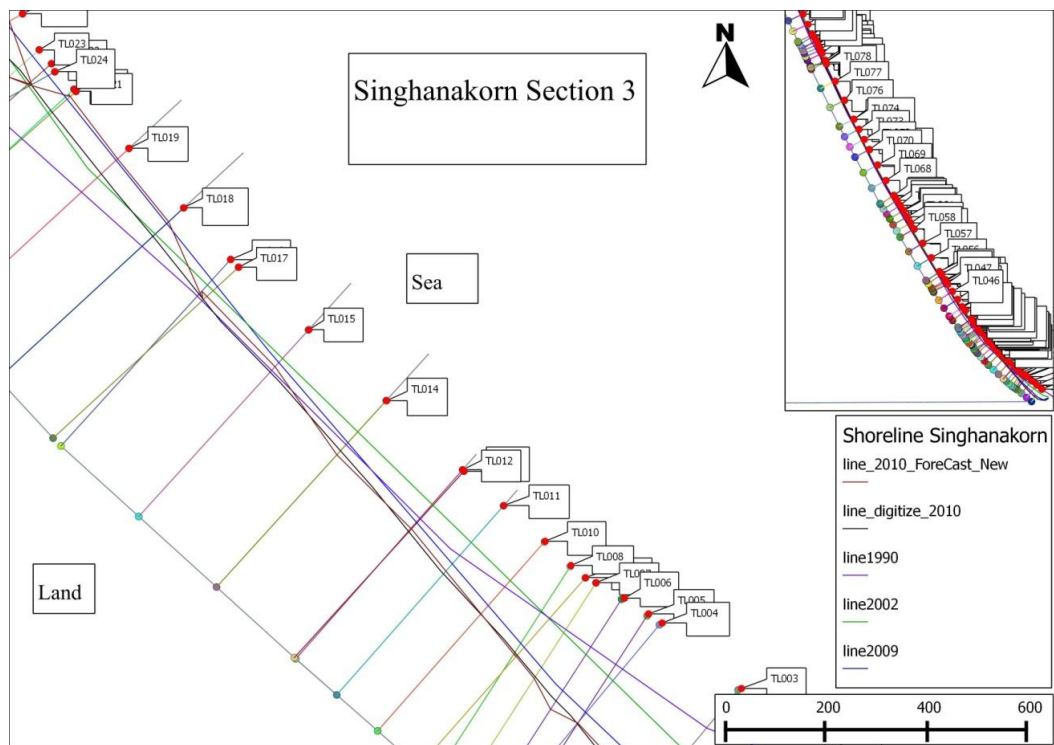 Singhanakorn Section 3
N
TL023
TL024
TL019
TL018
TL017
Sea
TL015
TL014
TL012
TL011
TL010
TL008
TL006
TL005
TL004
TL003
Land
TL078
TL077
TL076
TL074
TL073
TL070
TL069
TL068
TL058
TL057
TL056
TL047
TL046
Shoreline Singhanakorn
line_2010_ForeCast_New
line_digitize_2010
line1990
line2002
line2009
0 200 400 600